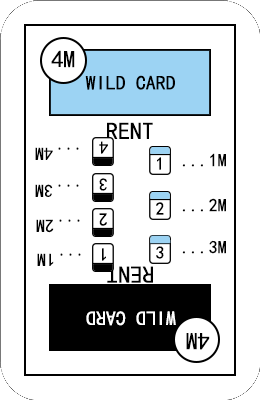 4M
WILD CARD
RENT
1 ...1M
2 ...2M
3 ...3M
4M
WILD CARD
RENT
1 ...1M
2 ...2M
3 ...3M
4 ...4M